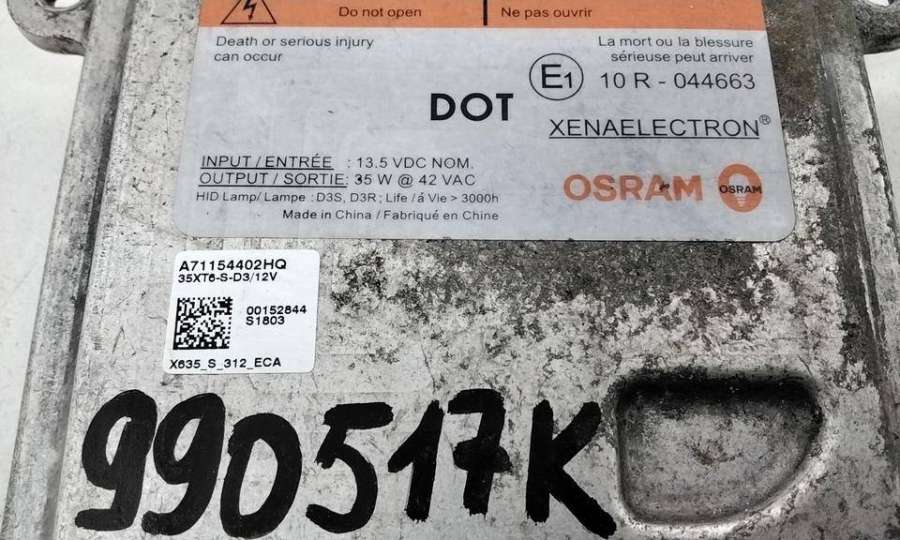 Do not open
Ne pas ouvrir
Death or serious injury
can occur
La mort ou la blessure
sérieuse peut arriver
E1
10 R - 044663
DOT
XENAELECTRON®
INPUT / ENTRÉE : 13.5 VDC NOM.
OUTPUT / SORTIE: 35 W @ 42 VAC
HID Lamp/ Lampe : D3S, D3R ; Life / á Vie > 3000h
Made in China / Fabriqué en Chine
OSRAM
OSRAM
A71154402HQ
35XT6-S-D3/12V
00152844
S1803
X635_S_312_ECA
990517K